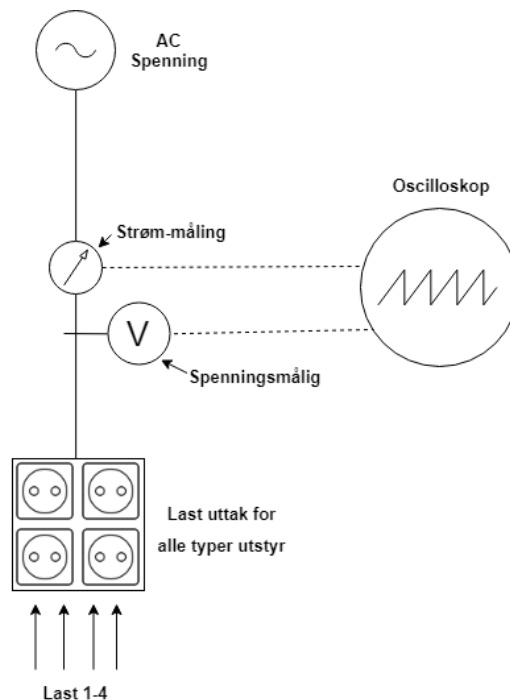 AC
Spenning
Oscilloskop
Strøm-måling
V
Spenningsmålig
Last uttak for
alle typer utstyr
Last 1-4